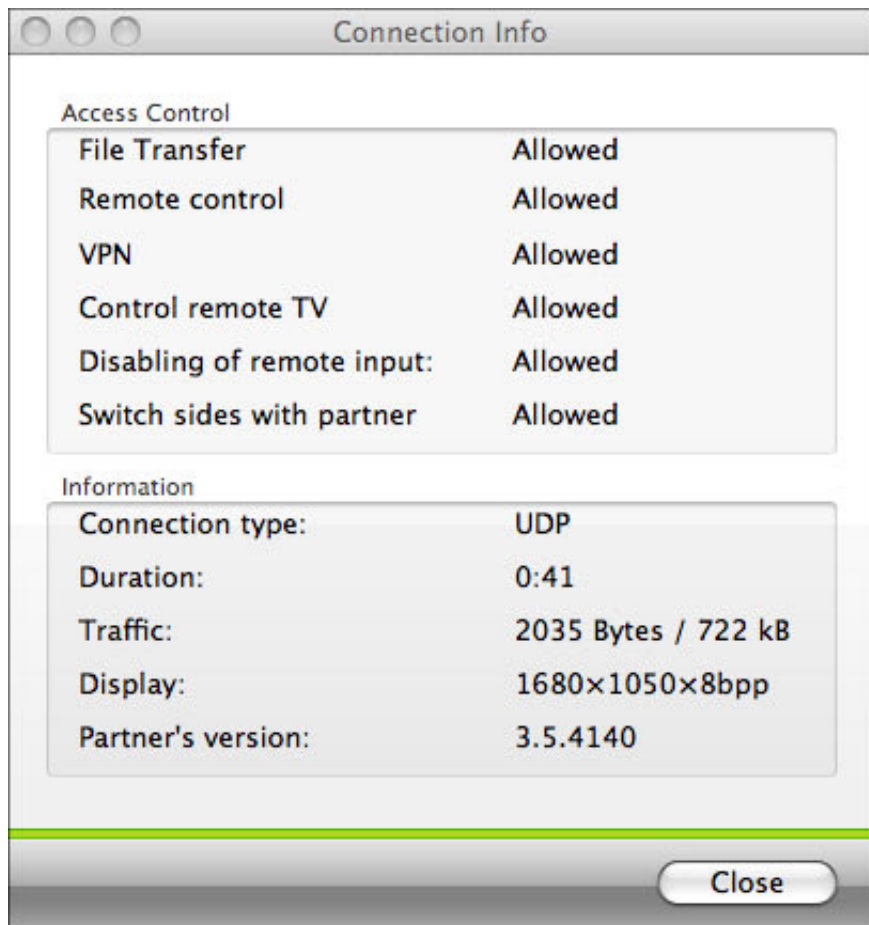 Connection Info
Access Control
File Transfer Allowed
Remote control Allowed
VPN Allowed
Control remote TV Allowed
Disabling of remote input: Allowed
Switch sides with partner Allowed
Information
Connection type: UDP
Duration: 0:41
Traffic: 2035 Bytes / 722 kB
Display: 1680×1050×8bpp
Partner's version: 3.5.4140
Close